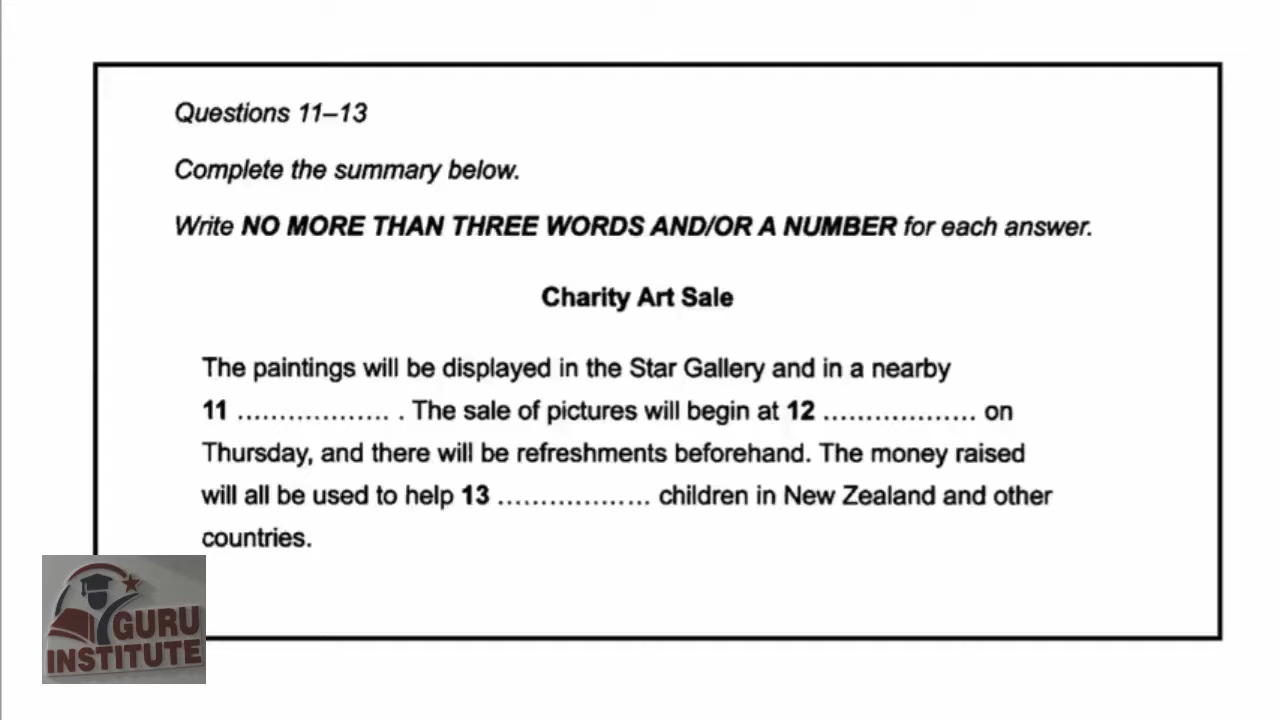 Questions 11–13
Complete the summary below.
Write NO MORE THAN THREE WORDS AND/OR A NUMBER for each answer.
Charity Art Sale
The paintings will be displayed in the Star Gallery and in a nearby
11 .................. . The sale of pictures will begin at 12 .................. on
Thursday, and there will be refreshments beforehand. The money raised
will all be used to help 13 .................. children in New Zealand and other
countries.
GURU
INSTITUTE